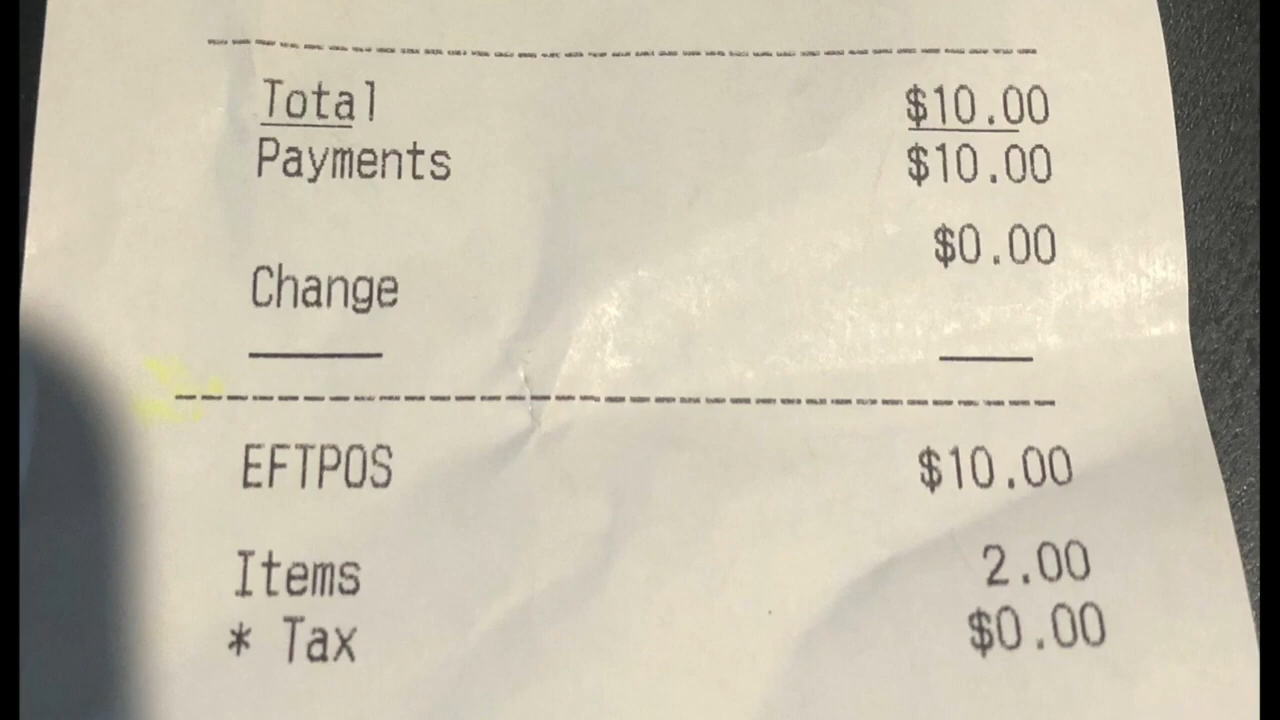 Total $10.00
Payments $10.00
$0.00
Change
EFTPOS $10.00
Items 2.00
* Tax $0.00